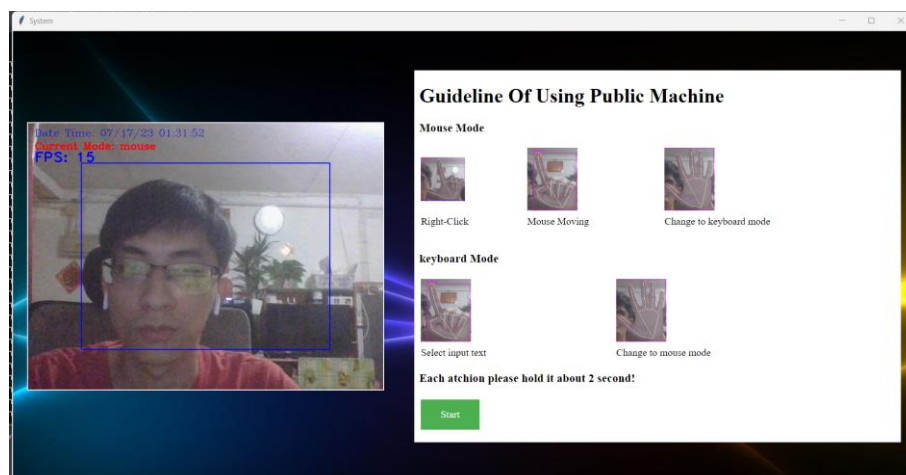 System
Date Time: 07/17/23 01:31:52
Current Mode: mouse
FPS: 15
Guideline Of Using Public Machine
Mouse Mode
Right-Click
Mouse Moving
Change to keyboard mode
keyboard Mode
Select input text
Change to mouse mode
Each atchion please hold it about 2 second!
Start